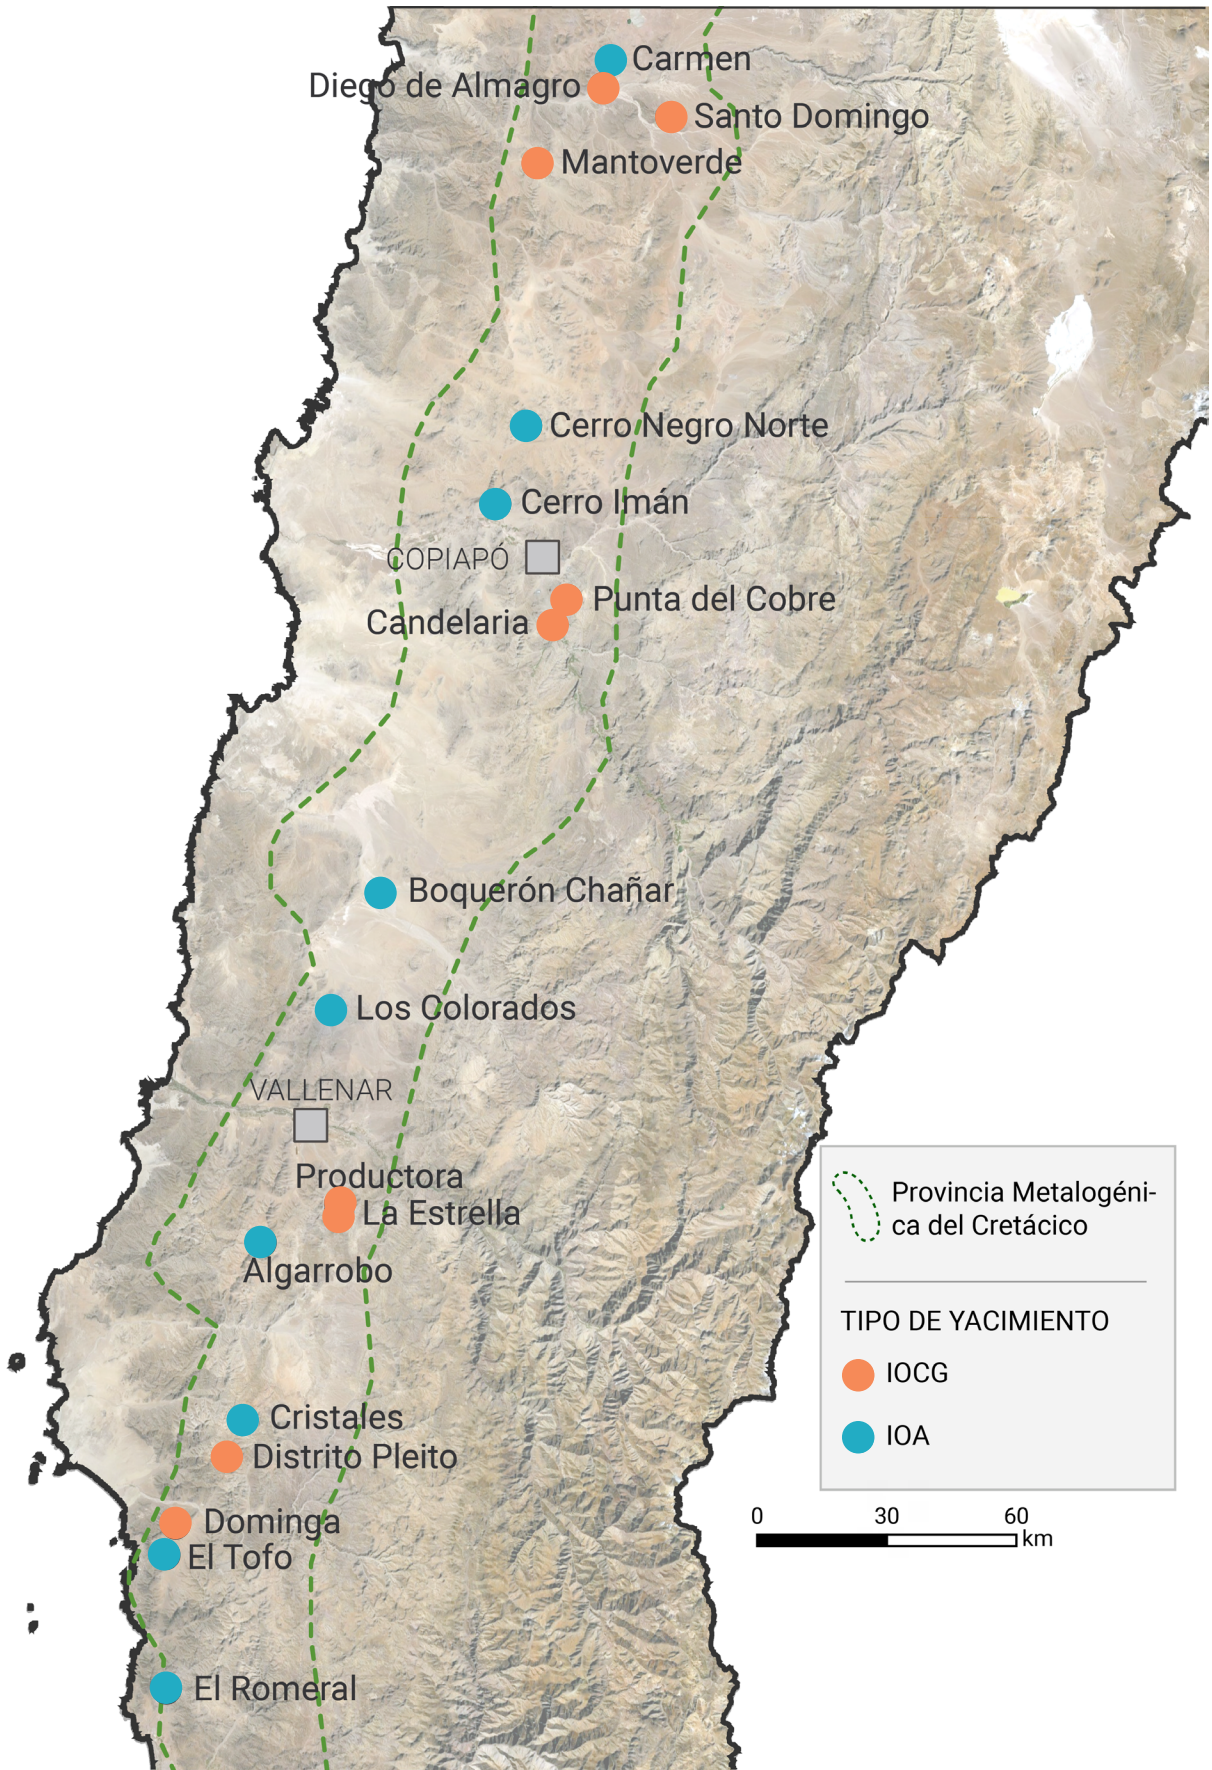 Carmen
Diego de Almagro
Santo Domingo
Mantoverde
Cerro Negro Norte
Cerro Imán
COPIAPÓ
Punta del Cobre
Candelaria
Boquerón Chañar
Los Colorados
VALLENAR
Productora
La Estrella
Algarrobo
Cristales
Distrito Pleito
Dominga
El Tofo
El Romeral
Provincia Metalogéni-
ca del Cretácico
TIPO DE YACIMIENTO
IOCG
IOA
0 30 60
km